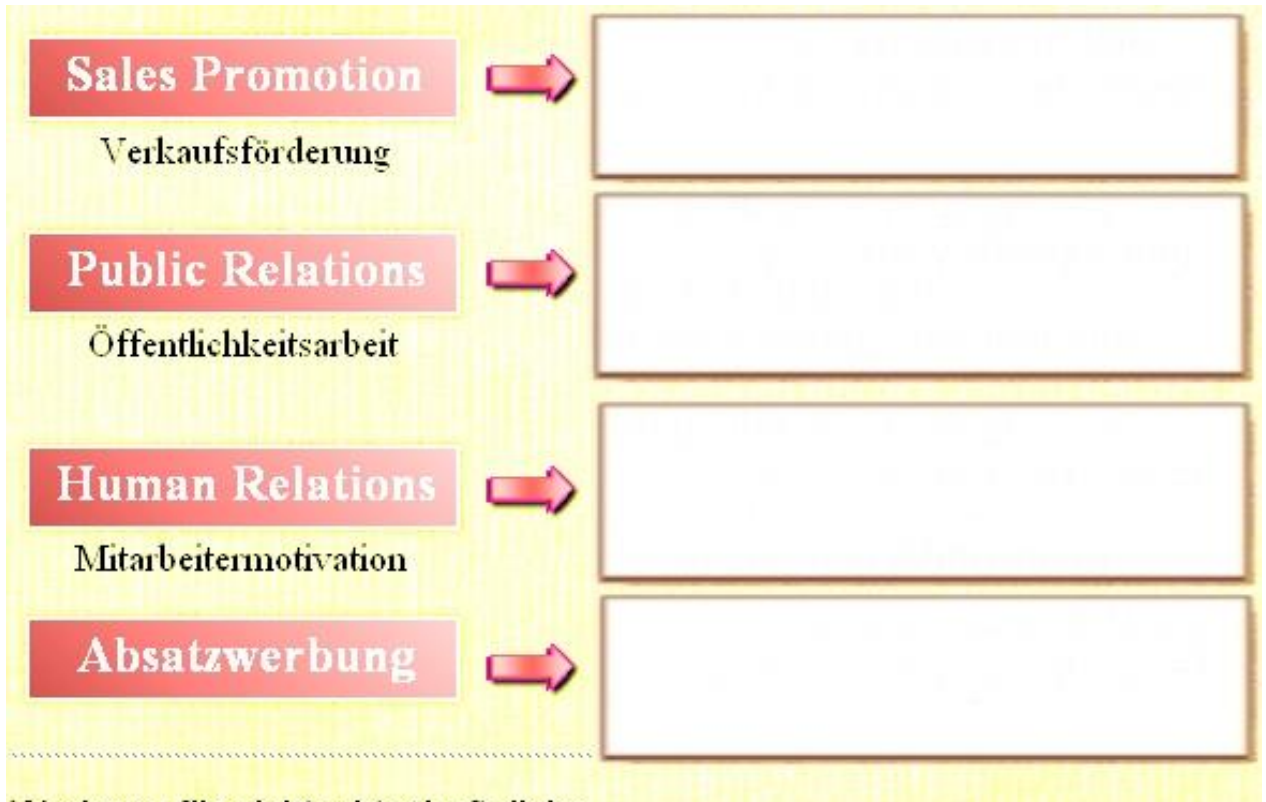 Sales Promotion
Verkaufsförderung
Public Relations
Öffentlichkeitsarbeit
Human Relations
Mitarbeitermotivation
Absatzwerbung